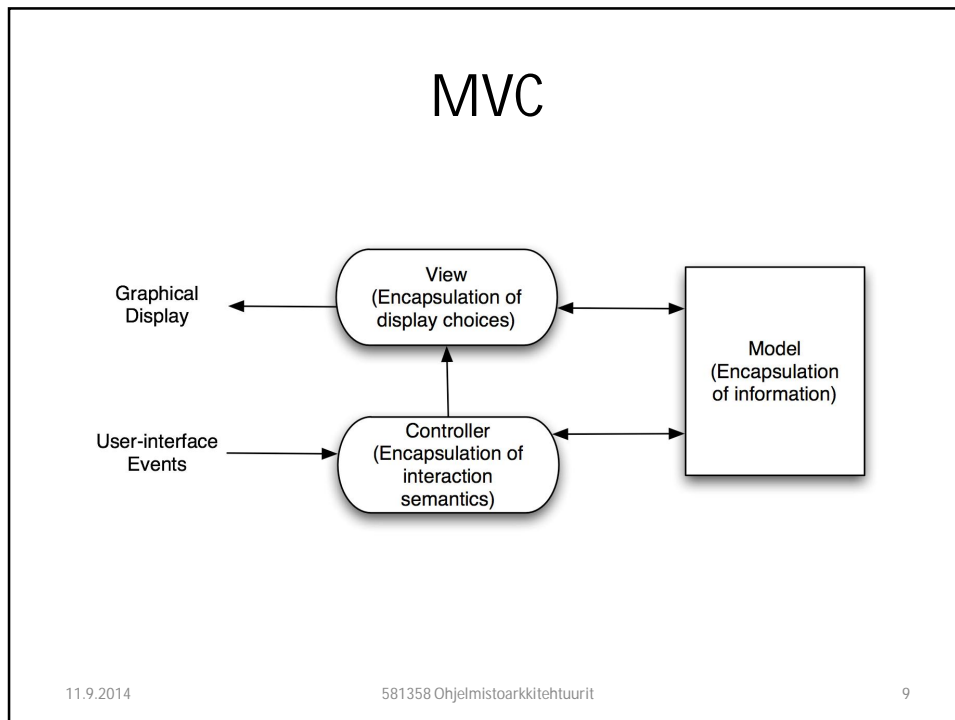 MVC
Graphical
Display
View
(Encapsulation of
display choices)
Model
(Encapsulation
of information)
User-interface
Events
Controller
(Encapsulation of
interaction
semantics)
11.9.2014
581358 Ohjelmistoarkkitehtuurit
9